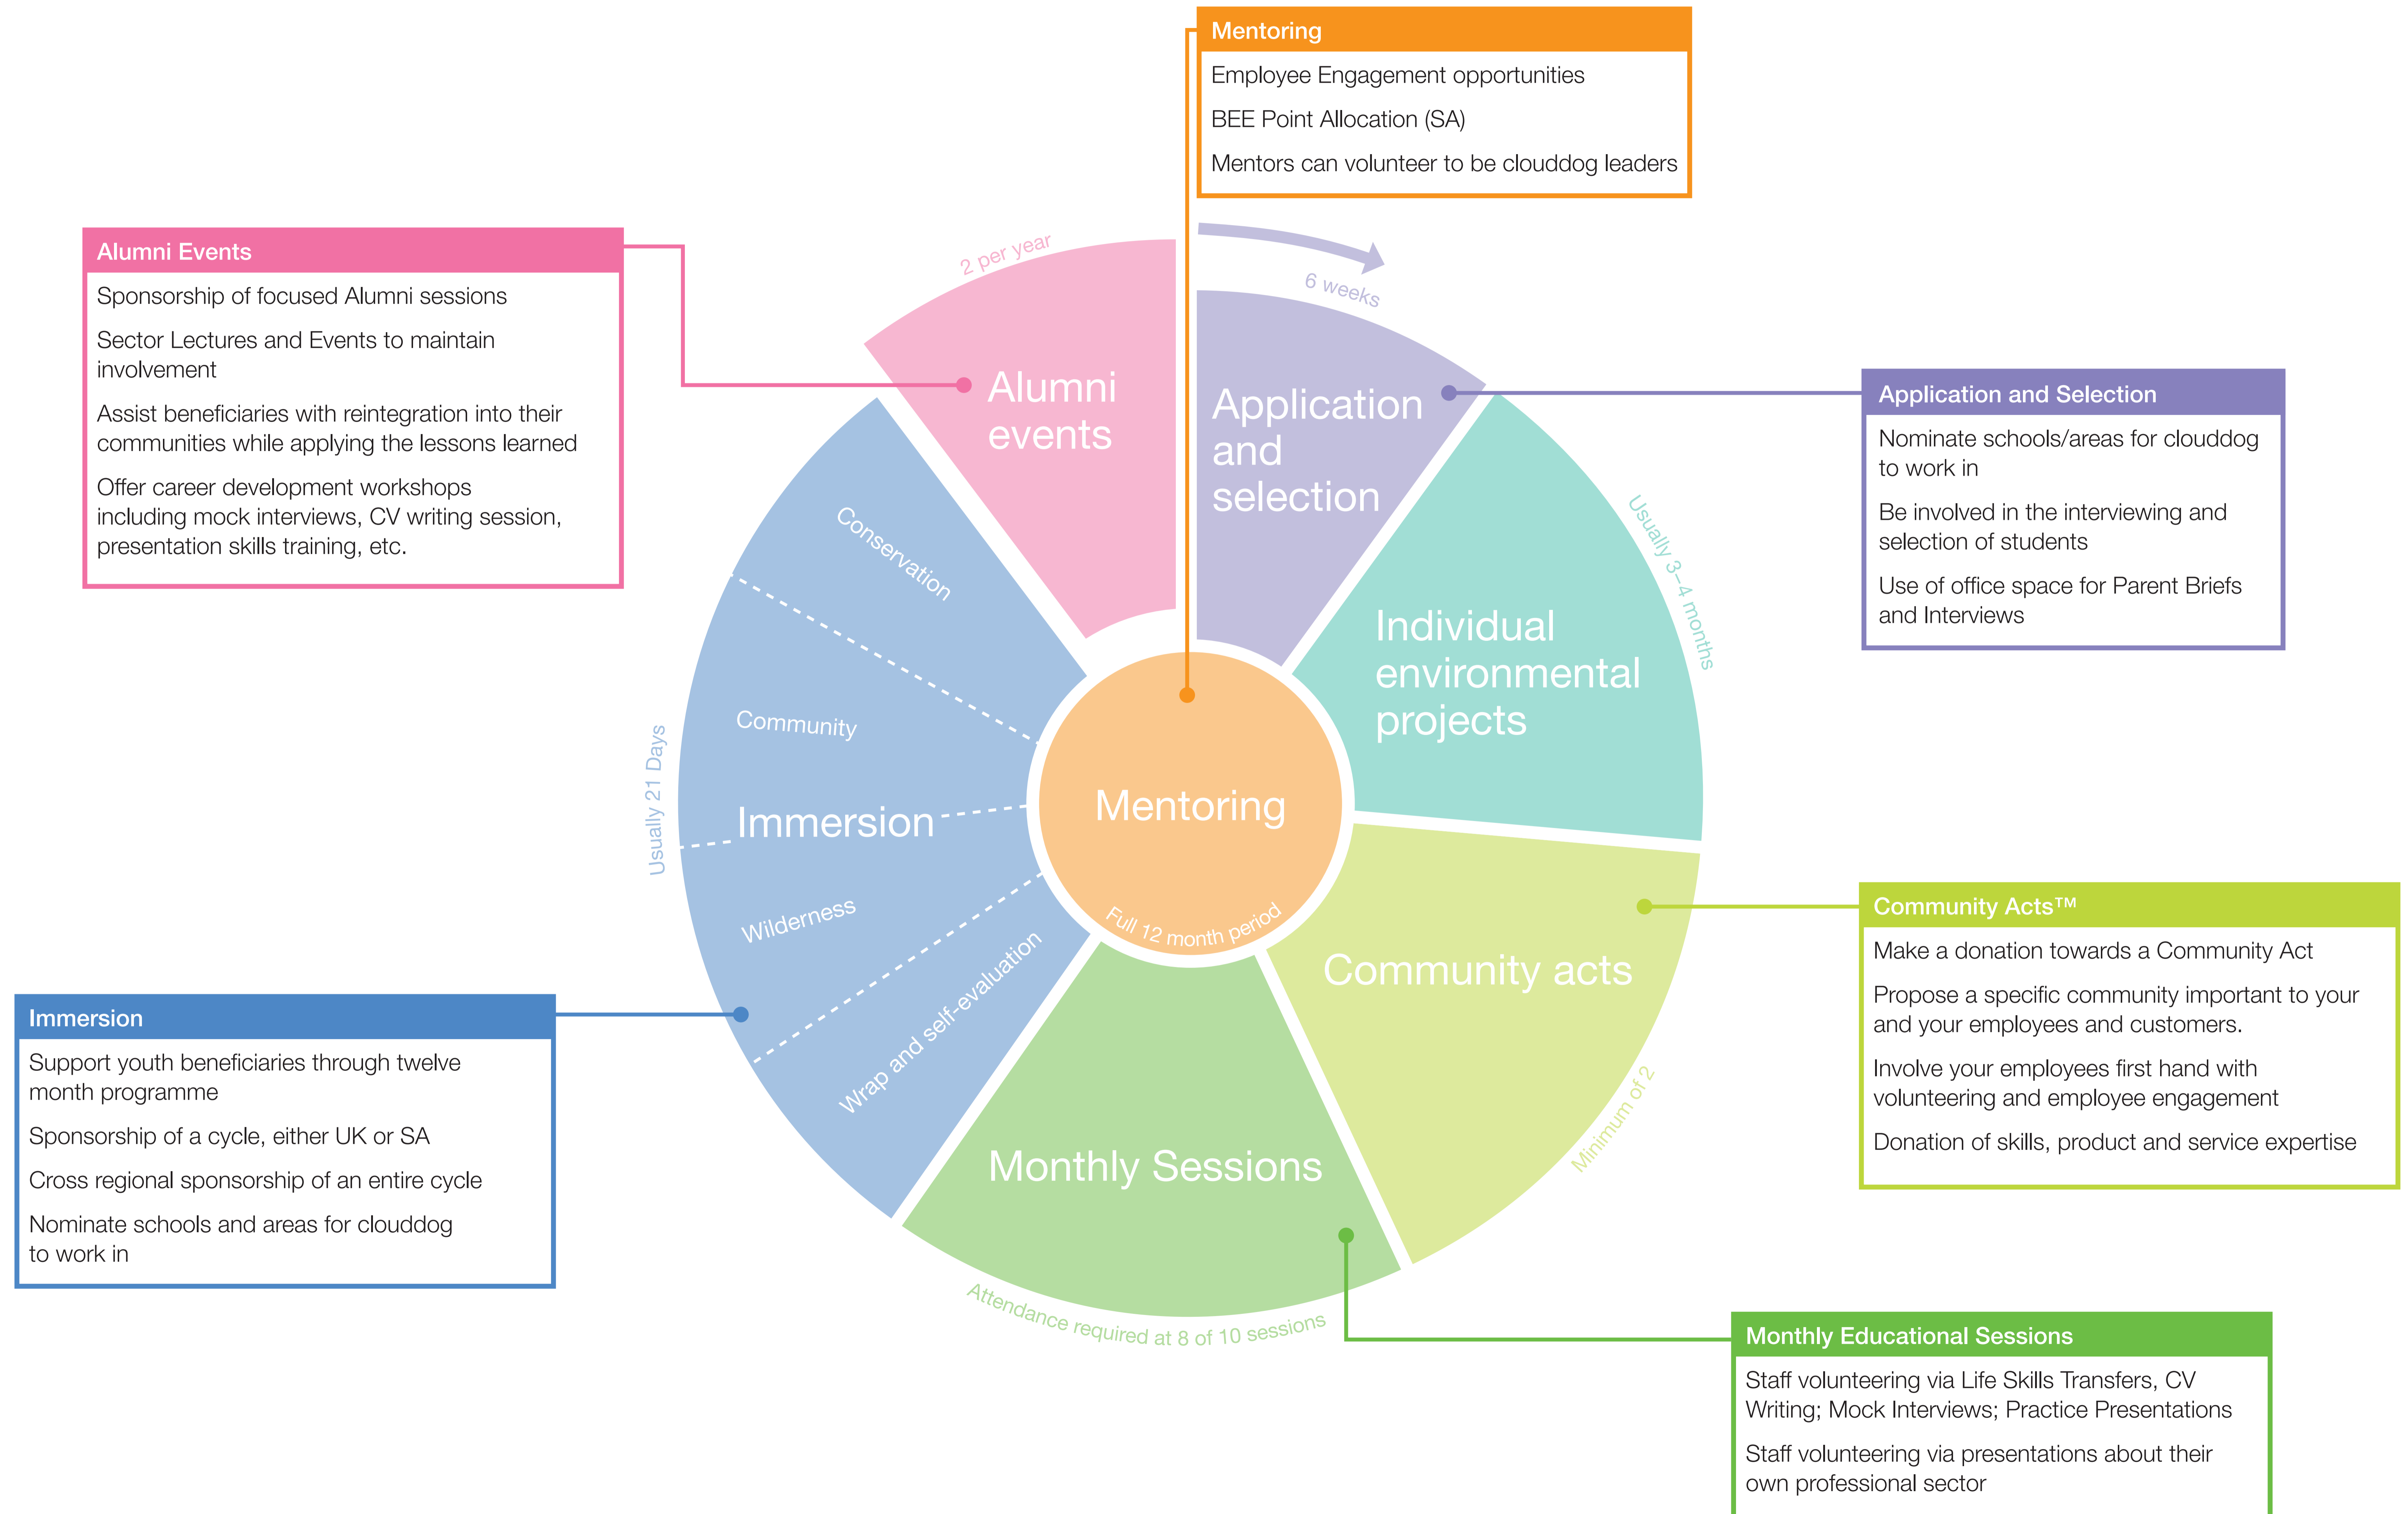 Mentoring
Employee Engagement opportunities
BEE Point Allocation (SA)
Mentors can volunteer to be clouddog leaders
Alumni Events
Sponsorship of focused Alumni sessions
Sector Lectures and Events to maintain
involvement
Assist beneficiaries with reintegration into their
communities while applying the lessons learned
Offer career development workshops
including mock interviews, CV writing session,
presentation skills training, etc.
2 per year
Alumni
events
6 weeks
Application
and
selection
Application and Selection
Nominate schools/areas for clouddog
to work in
Be involved in the interviewing and
selection of students
Use of office space for Parent Briefs
and Interviews
Usually 3–4 months
Individual
environmental
projects
Conservation
Community
Usually 21 Days
Immersion
Wilderness
Wrap and self-evaluation
Mentoring
Full 12 month period
Community acts
Minimum of 2
Community Acts™
Make a donation towards a Community Act
Propose a specific community important to your
and your employees and customers.
Involve your employees first hand with
volunteering and employee engagement
Donation of skills, product and service expertise
Immersion
Support youth beneficiaries through twelve
month programme
Sponsorship of a cycle, either UK or SA
Cross regional sponsorship of an entire cycle
Nominate schools and areas for clouddog
to work in
Monthly Sessions
Attendance required at 8 of 10 sessions
Monthly Educational Sessions
Staff volunteering via Life Skills Transfers, CV
Writing; Mock Interviews; Practice Presentations
Staff volunteering via presentations about their
own professional sector